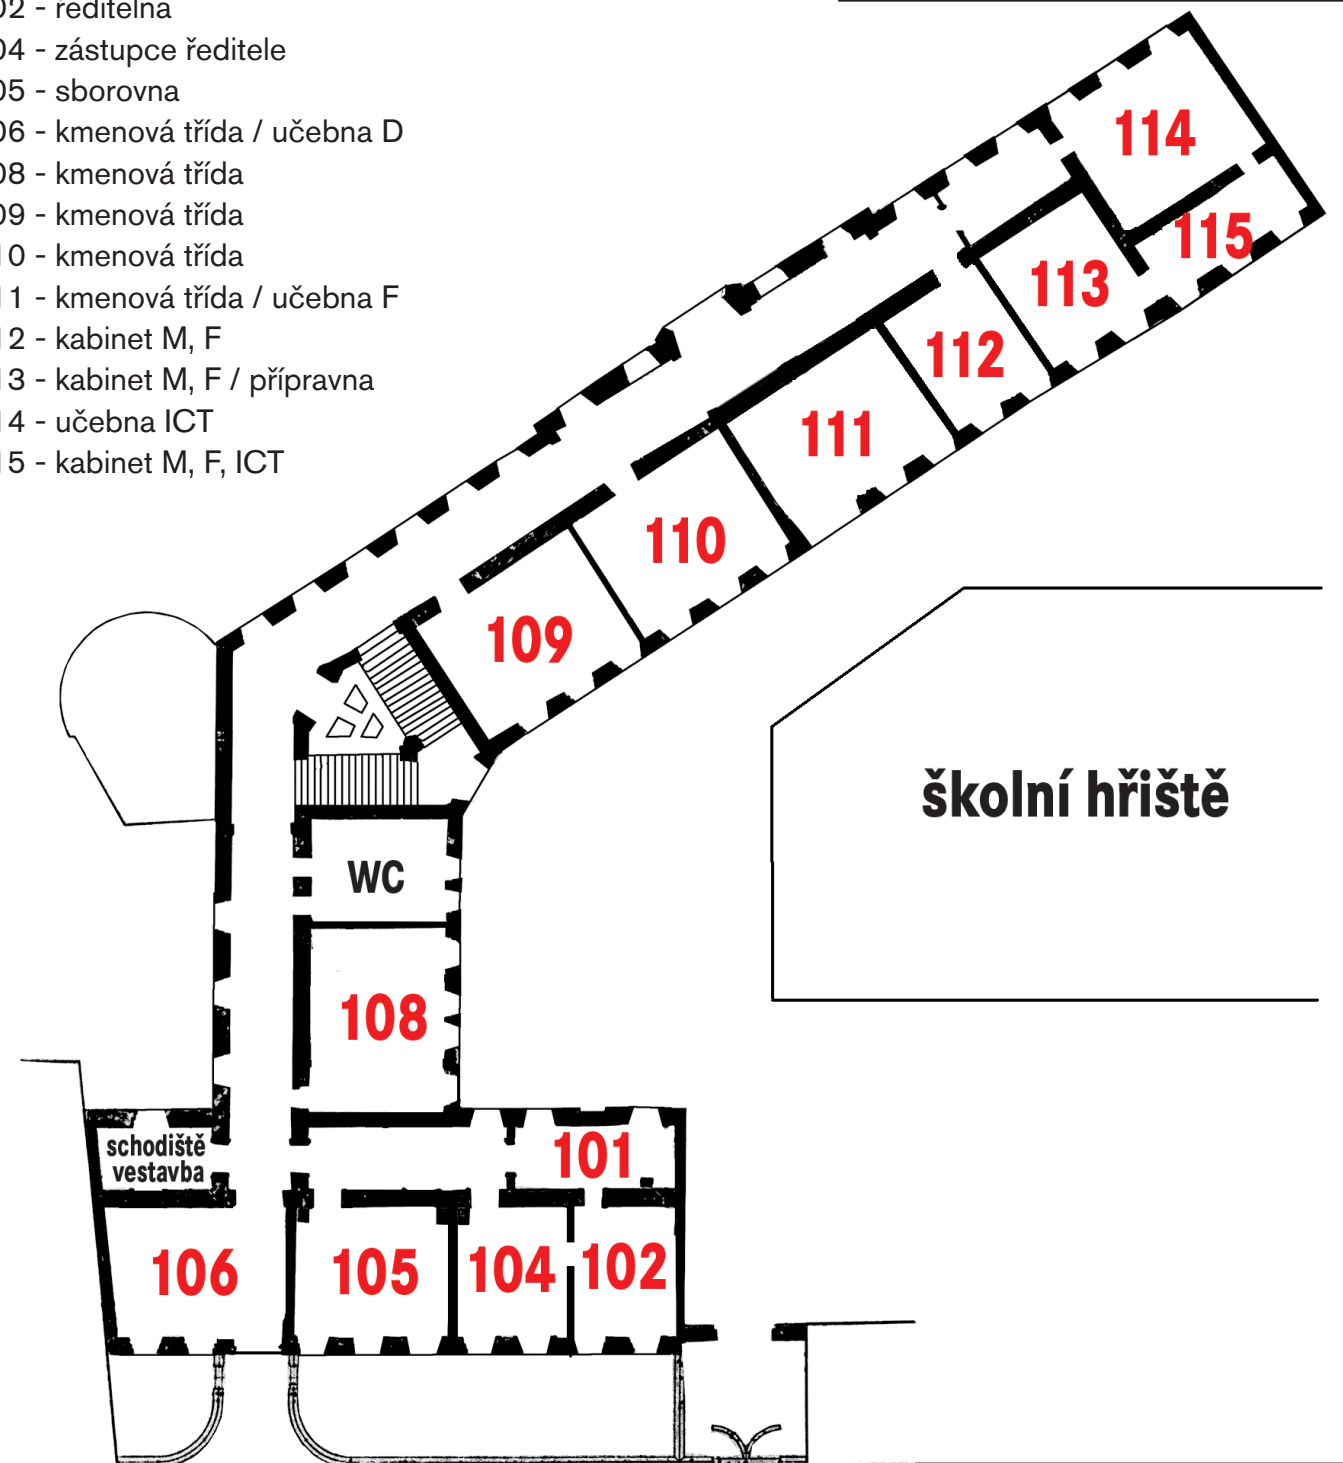 02 - ředitelna
04 - zástupce ředitele
05 - sborovna
06 - kmenová třída / učebna D
08 - kmenová třída
09 - kmenová třída
10 - kmenová třída
11 - kmenová třída / učebna F
12 - kabinet M, F
13 - kabinet M, F / přípravna
14 - učebna ICT
15 - kabinet M, F, ICT
114
115
113
112
111
110
109
školní hřiště
WC
108
schodiště
vestavba
101
106
105
104
102